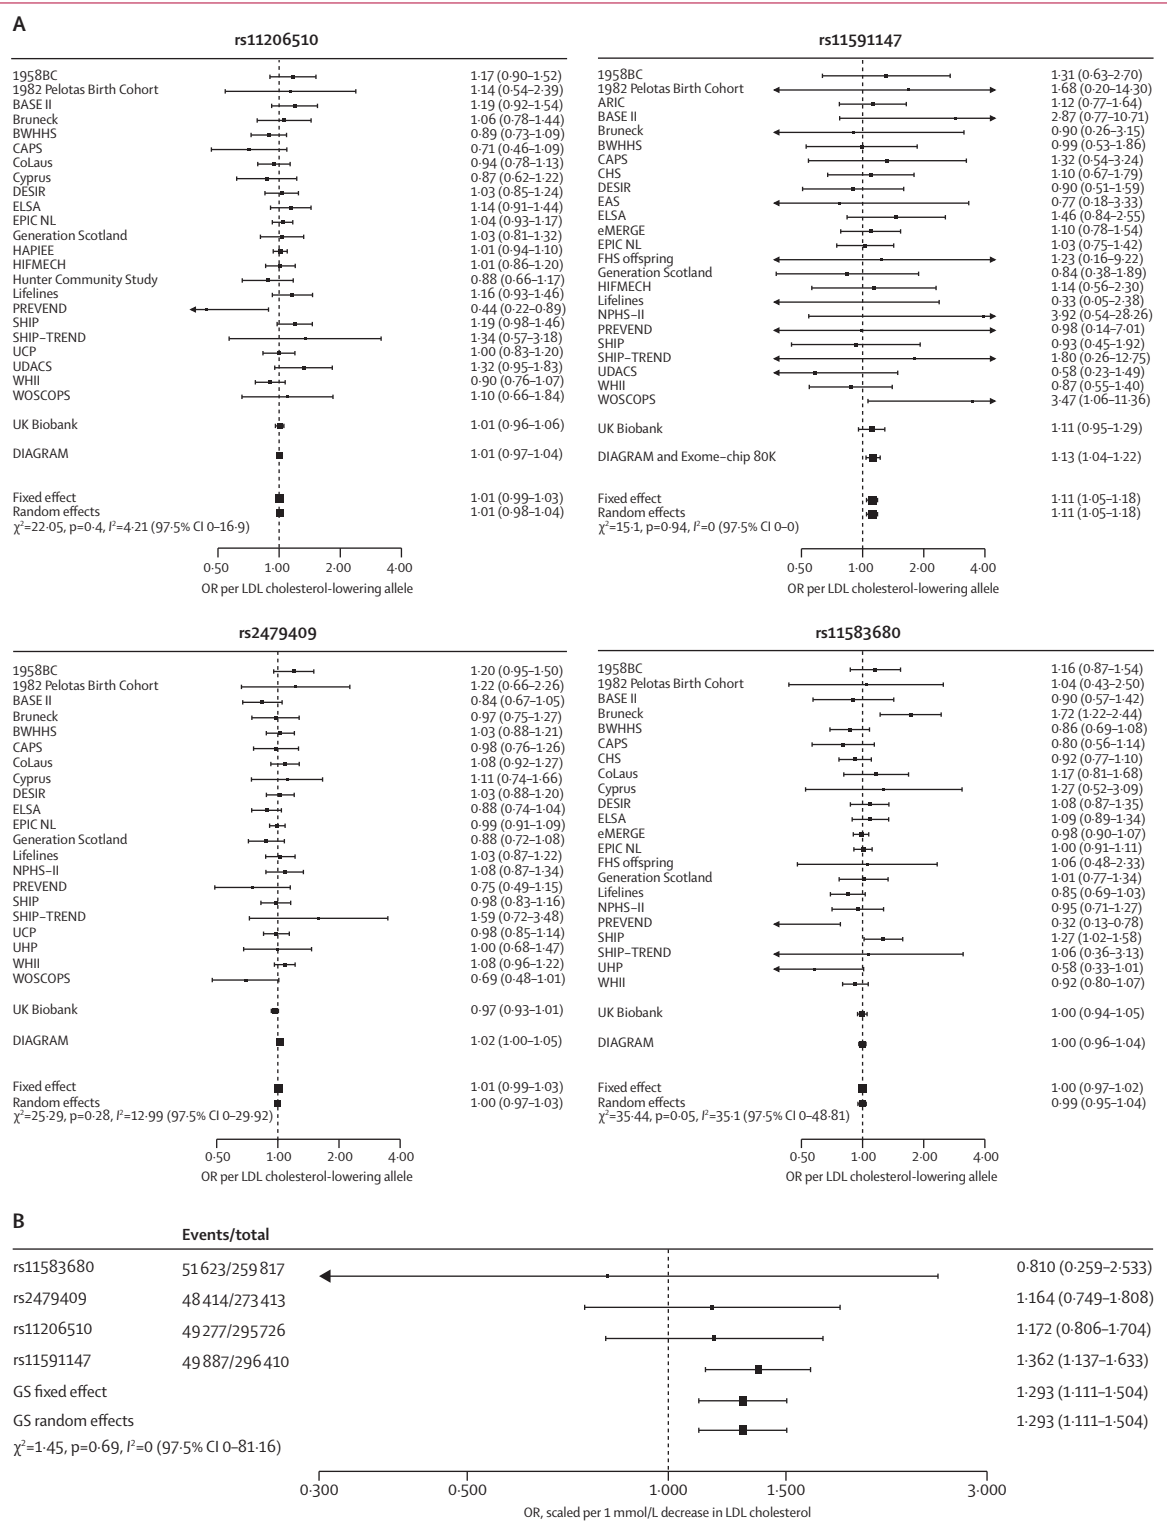 A
rs11206510
1958BC 1·17 (0·90–1·52)
1982 Pelotas Birth Cohort 1·14 (0·54–2·39)
BASE II 1·19 (0·92–1·54)
Bruneck 1·06 (0·78–1·44)
BWHHS 0·89 (0·73–1·09)
CAPS 0·71 (0·46–1·09)
CoLaus 0·94 (0·78–1·13)
Cyprus 0·87 (0·62–1·22)
DESIR 1·03 (0·85–1·24)
ELSA 1·14 (0·91–1·44)
EPIC NL 1·04 (0·93–1·17)
Generation Scotland 1·03 (0·81–1·32)
HAPIEE 1·01 (0·94–1·10)
HIFMECH 1·01 (0·86–1·20)
Hunter Community Study 0·88 (0·66–1·17)
Lifelines 1·16 (0·93–1·46)
PREVEND 0·44 (0·22–0·89)
SHIP 1·19 (0·98–1·46)
SHIP–TREND 1·34 (0·57–3·18)
UCP 1·00 (0·83–1·20)
UDACS 1·32 (0·95–1·83)
WHII 0·90 (0·76–1·07)
WOSCOPS 1·10 (0·66–1·84)
UK Biobank 1·01 (0·96–1·06)
DIAGRAM 1·01 (0·97–1·04)
Fixed effect 1·01 (0·99–1·03)
Random effects 1·01 (0·98–1·04)
χ²=22·05, p=0·4, I²=4·21 (97·5% CI 0–16·9)
0·50 1·00 2·00 4·00
OR per LDL cholesterol-lowering allele
rs11591147
1958BC 1·31 (0·63–2·70)
1982 Pelotas Birth Cohort 1·68 (0·20–14·30)
ARIC 1·12 (0·77–1·64)
BASE II 2·87 (0·77–10·71)
Bruneck 0·90 (0·26–3·15)
BWHHS 0·99 (0·53–1·86)
CAPS 1·32 (0·54–3·24)
CHS 1·10 (0·67–1·79)
DESIR 0·90 (0·51–1·59)
EAS 0·77 (0·18–3·33)
ELSA 1·46 (0·84–2·55)
eMERGE 1·10 (0·78–1·54)
EPIC NL 1·03 (0·75–1·42)
FHS offspring 1·23 (0·16–9·22)
Generation Scotland 0·84 (0·38–1·89)
HIFMECH 1·14 (0·56–2·30)
Lifelines 0·33 (0·05–2·38)
NPHS–II 3·92 (0·54–28·26)
PREVEND 0·98 (0·14–7·01)
SHIP 0·93 (0·45–1·92)
SHIP–TREND 1·80 (0·26–12·75)
UDACS 0·58 (0·23–1·49)
WHII 0·87 (0·55–1·40)
WOSCOPS 3·47 (1·06–11·36)
UK Biobank 1·11 (0·95–1·29)
DIAGRAM and Exome–chip 80K 1·13 (1·04–1·22)
Fixed effect 1·11 (1·05–1·18)
Random effects 1·11 (1·05–1·18)
χ²=15·1, p=0·94, I²=0 (97·5% CI 0–0)
0·50 1·00 2·00 4·00
OR per LDL cholesterol-lowering allele
rs2479409
1958BC 1·20 (0·95–1·50)
1982 Pelotas Birth Cohort 1·22 (0·66–2·26)
BASE II 0·84 (0·67–1·05)
Bruneck 0·97 (0·75–1·27)
BWHHS 1·03 (0·88–1·21)
CAPS 0·98 (0·76–1·26)
CoLaus 1·08 (0·92–1·27)
Cyprus 1·11 (0·74–1·66)
DESIR 1·03 (0·88–1·20)
ELSA 0·88 (0·74–1·04)
EPIC NL 0·99 (0·91–1·09)
Generation Scotland 0·88 (0·72–1·08)
Lifelines 1·03 (0·87–1·22)
NPHS–II 1·08 (0·87–1·34)
PREVEND 0·75 (0·49–1·15)
SHIP 0·98 (0·83–1·16)
SHIP–TREND 1·59 (0·72–3·48)
UCP 0·98 (0·85–1·14)
UHP 1·00 (0·68–1·47)
WHII 1·08 (0·96–1·22)
WOSCOPS 0·69 (0·48–1·01)
UK Biobank 0·97 (0·93–1·01)
DIAGRAM 1·02 (1·00–1·05)
Fixed effect 1·01 (0·99–1·03)
Random effects 1·00 (0·97–1·03)
χ²=25·29, p=0·28, I²=12·99 (97·5% CI 0–29·92)
0·50 1·00 2·00 4·00
OR per LDL cholesterol-lowering allele
rs11583680
1958BC 1·16 (0·87–1·54)
1982 Pelotas Birth Cohort 1·04 (0·43–2·50)
BASE II 0·90 (0·57–1·42)
Bruneck 1·72 (1·22–2·44)
BWHHS 0·86 (0·69–1·08)
CAPS 0·80 (0·56–1·14)
CHS 0·92 (0·77–1·10)
CoLaus 1·17 (0·81–1·68)
Cyprus 1·27 (0·52–3·09)
DESIR 1·08 (0·87–1·35)
ELSA 1·09 (0·89–1·34)
eMERGE 0·98 (0·90–1·07)
EPIC NL 1·00 (0·91–1·11)
FHS offspring 1·06 (0·48–2·33)
Generation Scotland 1·01 (0·77–1·34)
Lifelines 0·85 (0·69–1·03)
NPHS–II 0·95 (0·71–1·27)
PREVEND 0·32 (0·13–0·78)
SHIP 1·27 (1·02–1·58)
SHIP–TREND 1·06 (0·36–3·13)
UHP 0·58 (0·33–1·01)
WHII 0·92 (0·80–1·07)
UK Biobank 1·00 (0·94–1·05)
DIAGRAM 1·00 (0·96–1·04)
Fixed effect 1·00 (0·97–1·02)
Random effects 0·99 (0·95–1·04)
χ²=35·44, p=0·05, I²=35·1 (97·5% CI 0–48·81)
0·50 1·00 2·00 4·00
OR per LDL cholesterol-lowering allele
B
Events/total
rs11583680 51 623/259 817 0·810 (0·259–2·533)
rs2479409 48 414/273 413 1·164 (0·749–1·808)
rs11206510 49 277/295 726 1·172 (0·806–1·704)
rs11591147 49 887/296 410 1·362 (1·137–1·633)
GS fixed effect 1·293 (1·111–1·504)
GS random effects 1·293 (1·111–1·504)
χ²=1·45, p=0·69, I²=0 (97·5% CI 0–81·16)
0·300 0·500 1·000 1·500 3·000
OR, scaled per 1 mmol/L decrease in LDL cholesterol